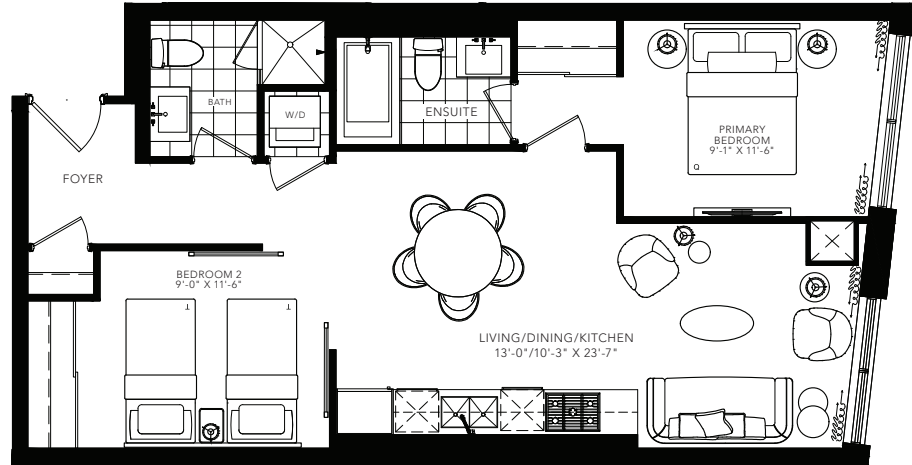 BATH
W/D
ENSUITE
PRIMARY
BEDROOM
9'-1" X 11'-6"
Q
FOYER
BEDROOM 2
9'-0" X 11'-6"
T
T
LIVING/DINING/KITCHEN
13'-0"/10'-3" X 23'-7"